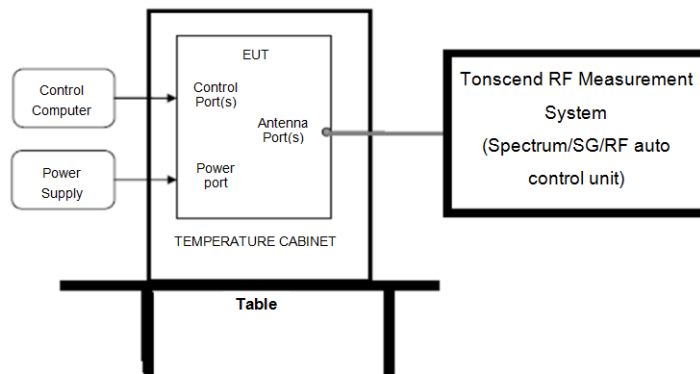 EUT
Control
Computer
Control
Port(s)
Antenna
Port(s)
Power
Supply
Power
port
TEMPERATURE CABINET
Table
Tonscend RF Measurement
System
(Spectrum/SG/RF auto
control unit)